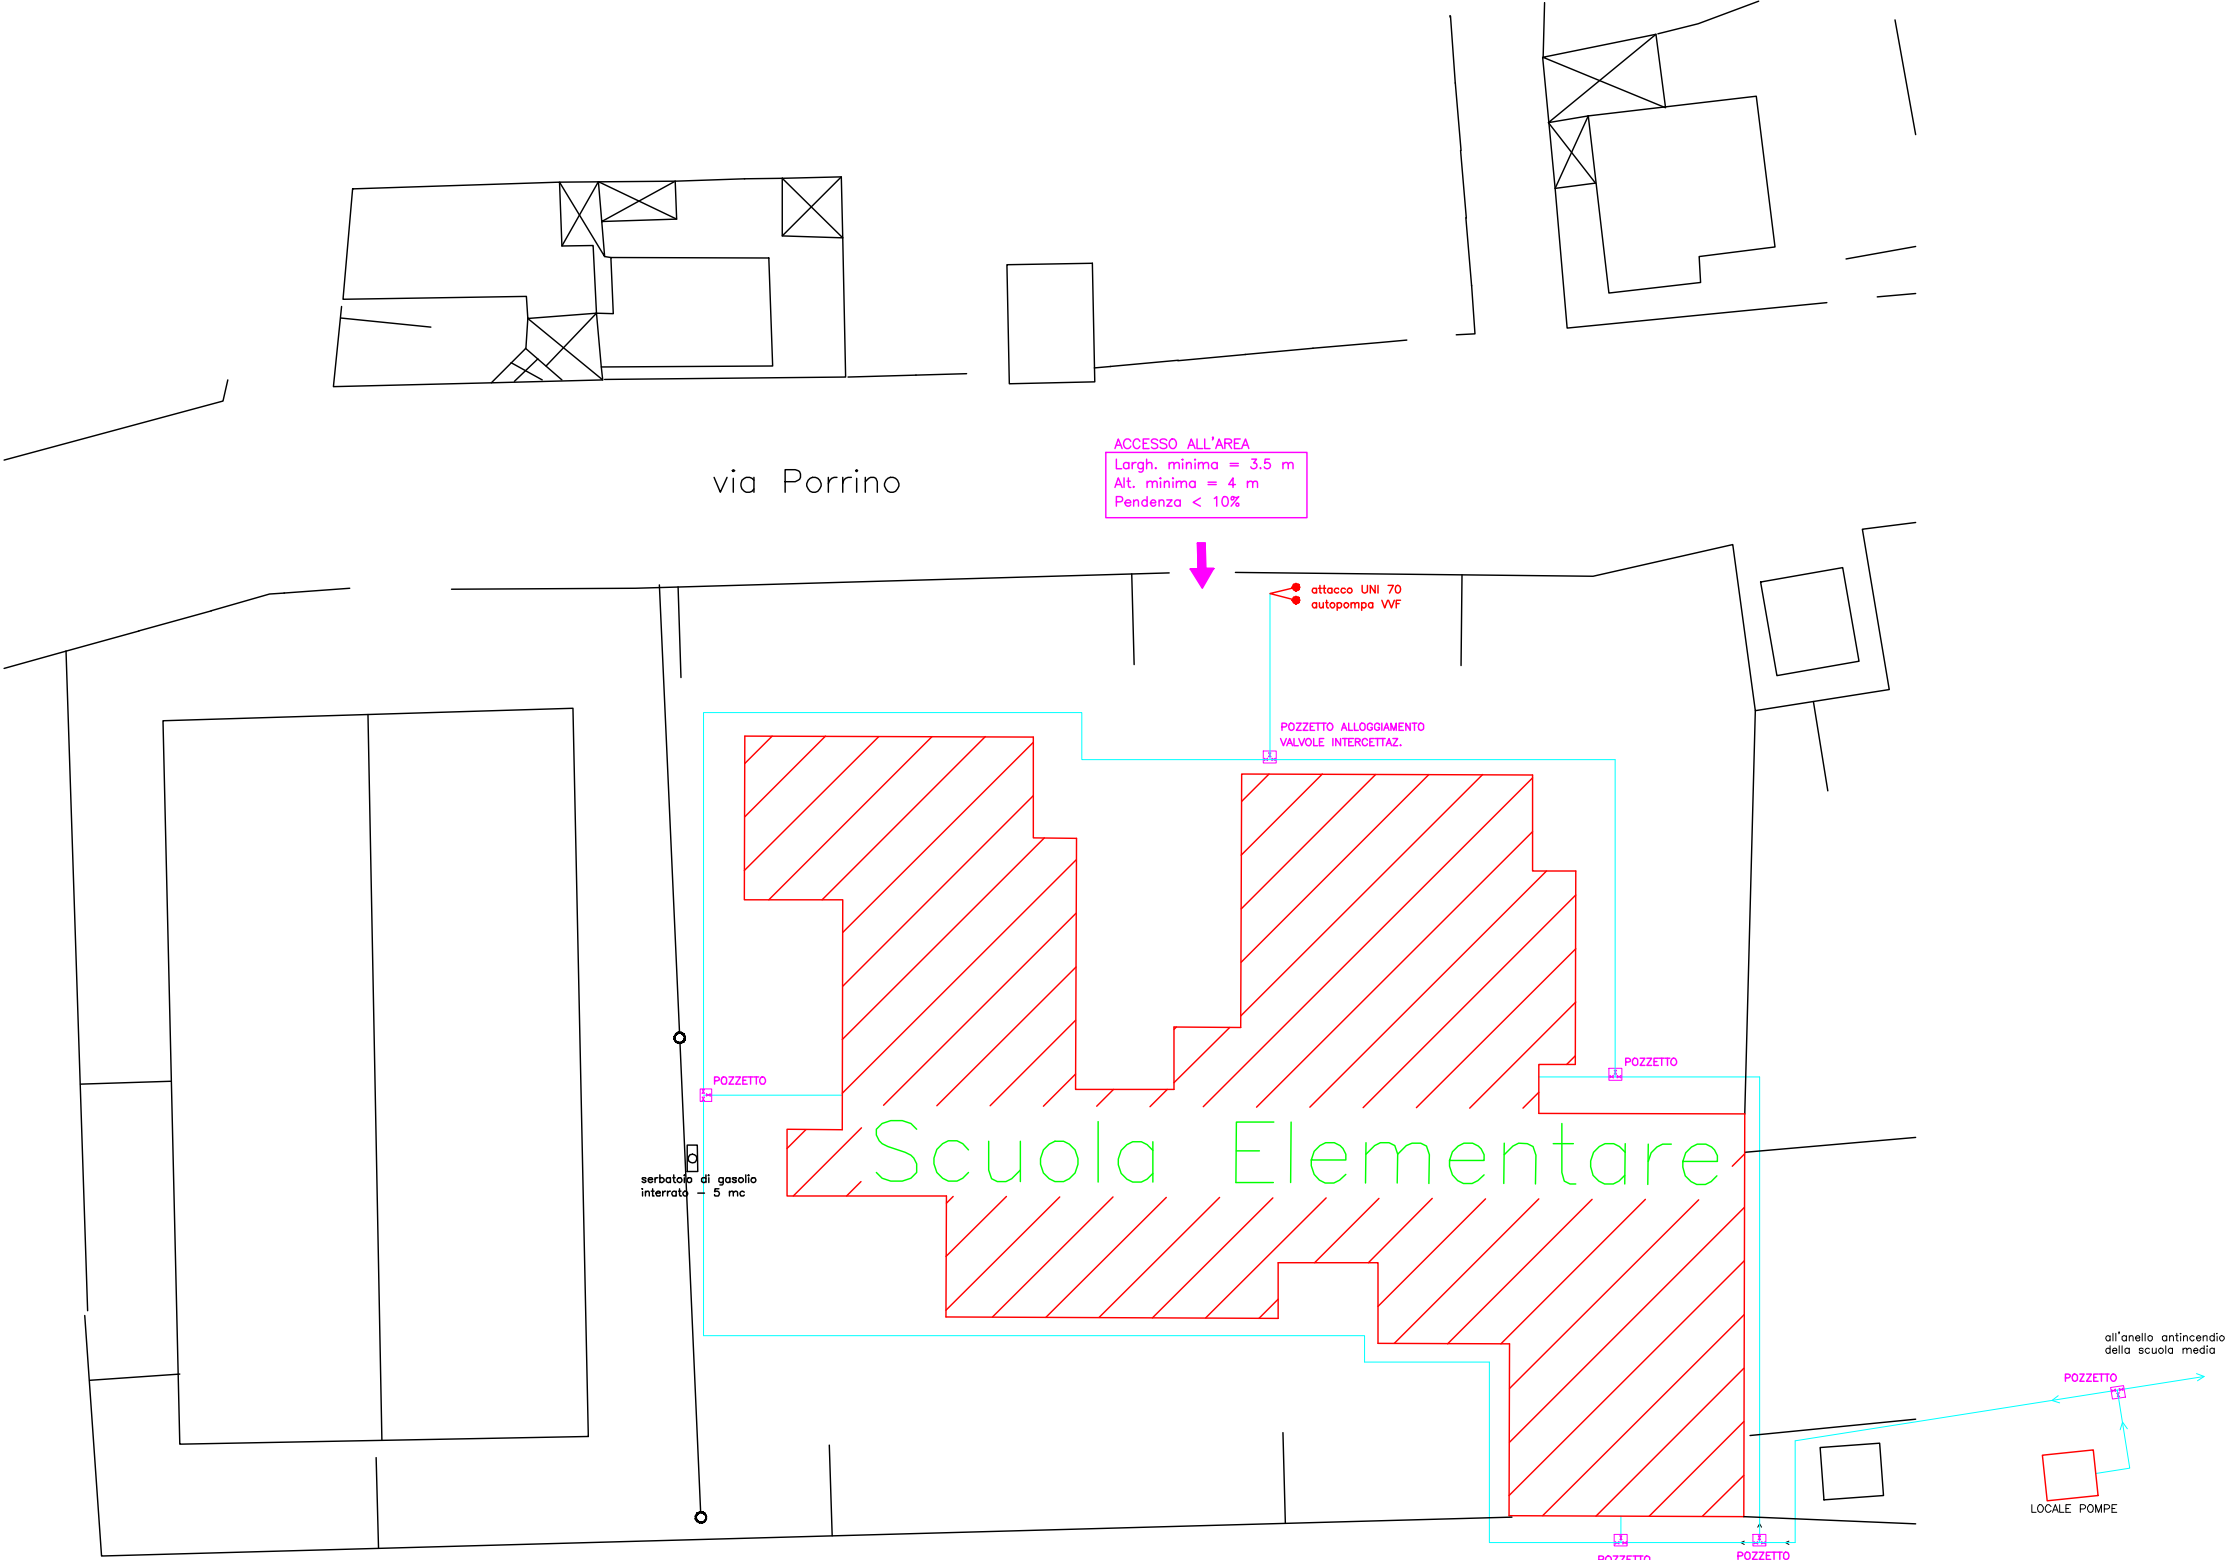 ACCESSO ALL'AREA
Largh. minima = 3.5 m
Alt. minima = 4 m
Pendenza < 10%
via Porrino
attacco UNI 70
autopompa VVF
POZZETTO ALLOGGIAMENTO
VALVOLE INTERCETTAZ.
POZZETTO
POZZETTO
Scuola Elementare
serbatoio di gasolio
interrato - 5 mc
all'anello antincendio
della scuola media
POZZETTO
LOCALE POMPE
POZZETTO
POZZETTO